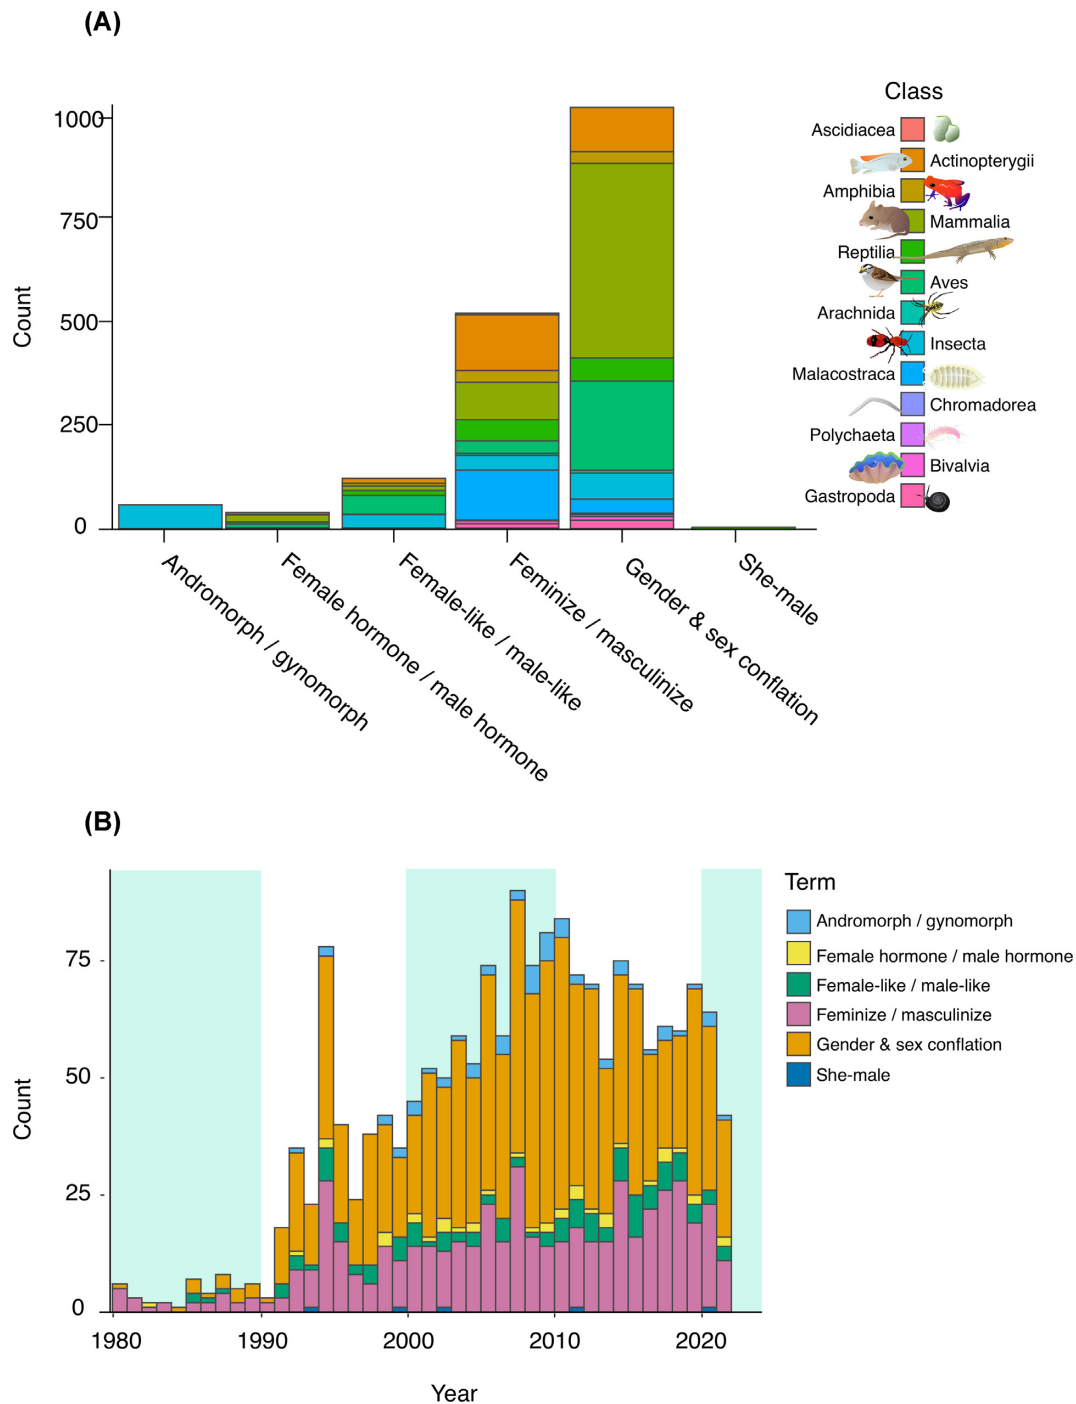 (A)
Count
1000
750
500
250
0
Andromorph / gynomorph
Female hormone / male hormone
Female-like / male-like
Feminize / masculinize
Gender & sex conflation
She-male
Class
Ascidiacea
Actinopterygii
Amphibia
Mammalia
Reptilia
Aves
Arachnida
Insecta
Malacostraca
Chromadorea
Polychaeta
Bivalvia
Gastropoda
(B)
Count
75
50
25
0
1980
1990
2000
2010
2020
Year
Term
Andromorph / gynomorph
Female hormone / male hormone
Female-like / male-like
Feminize / masculinize
Gender & sex conflation
She-male